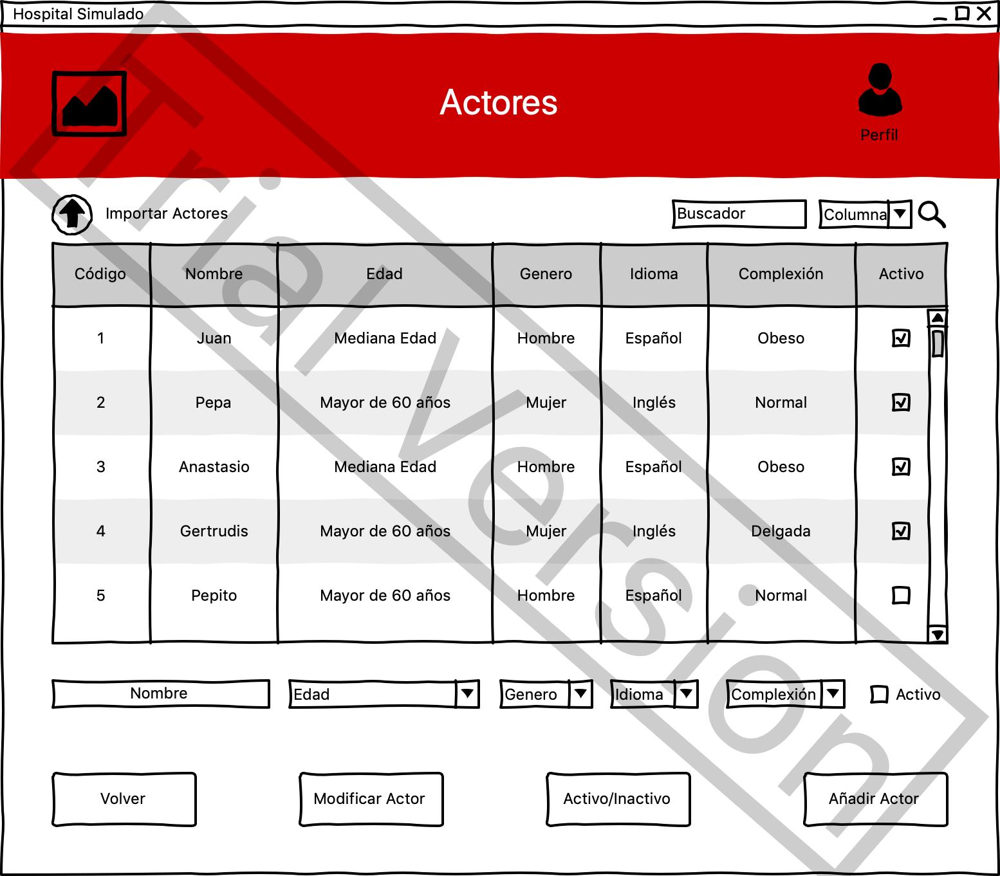 Hospital Simulado
Actores
Perfil
Importar Actores
Buscador
Columna
Código Nombre Edad Genero Idioma Complexión Activo
1 Juan Mediana Edad Hombre Español Obeso
2 Pepa Mayor de 60 años Mujer Inglés Normal
3 Anastasio Mediana Edad Hombre Español Obeso
4 Gertrudis Mayor de 60 años Mujer Inglés Delgada
5 Pepito Mayor de 60 años Hombre Español Normal
Nombre Edad Genero Idioma Complexión Activo
Volver Modificar Actor Activo/Inactivo Añadir Actor
Trial Version